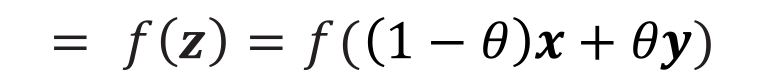 = f(z) = f((1 − θ)x + θy)